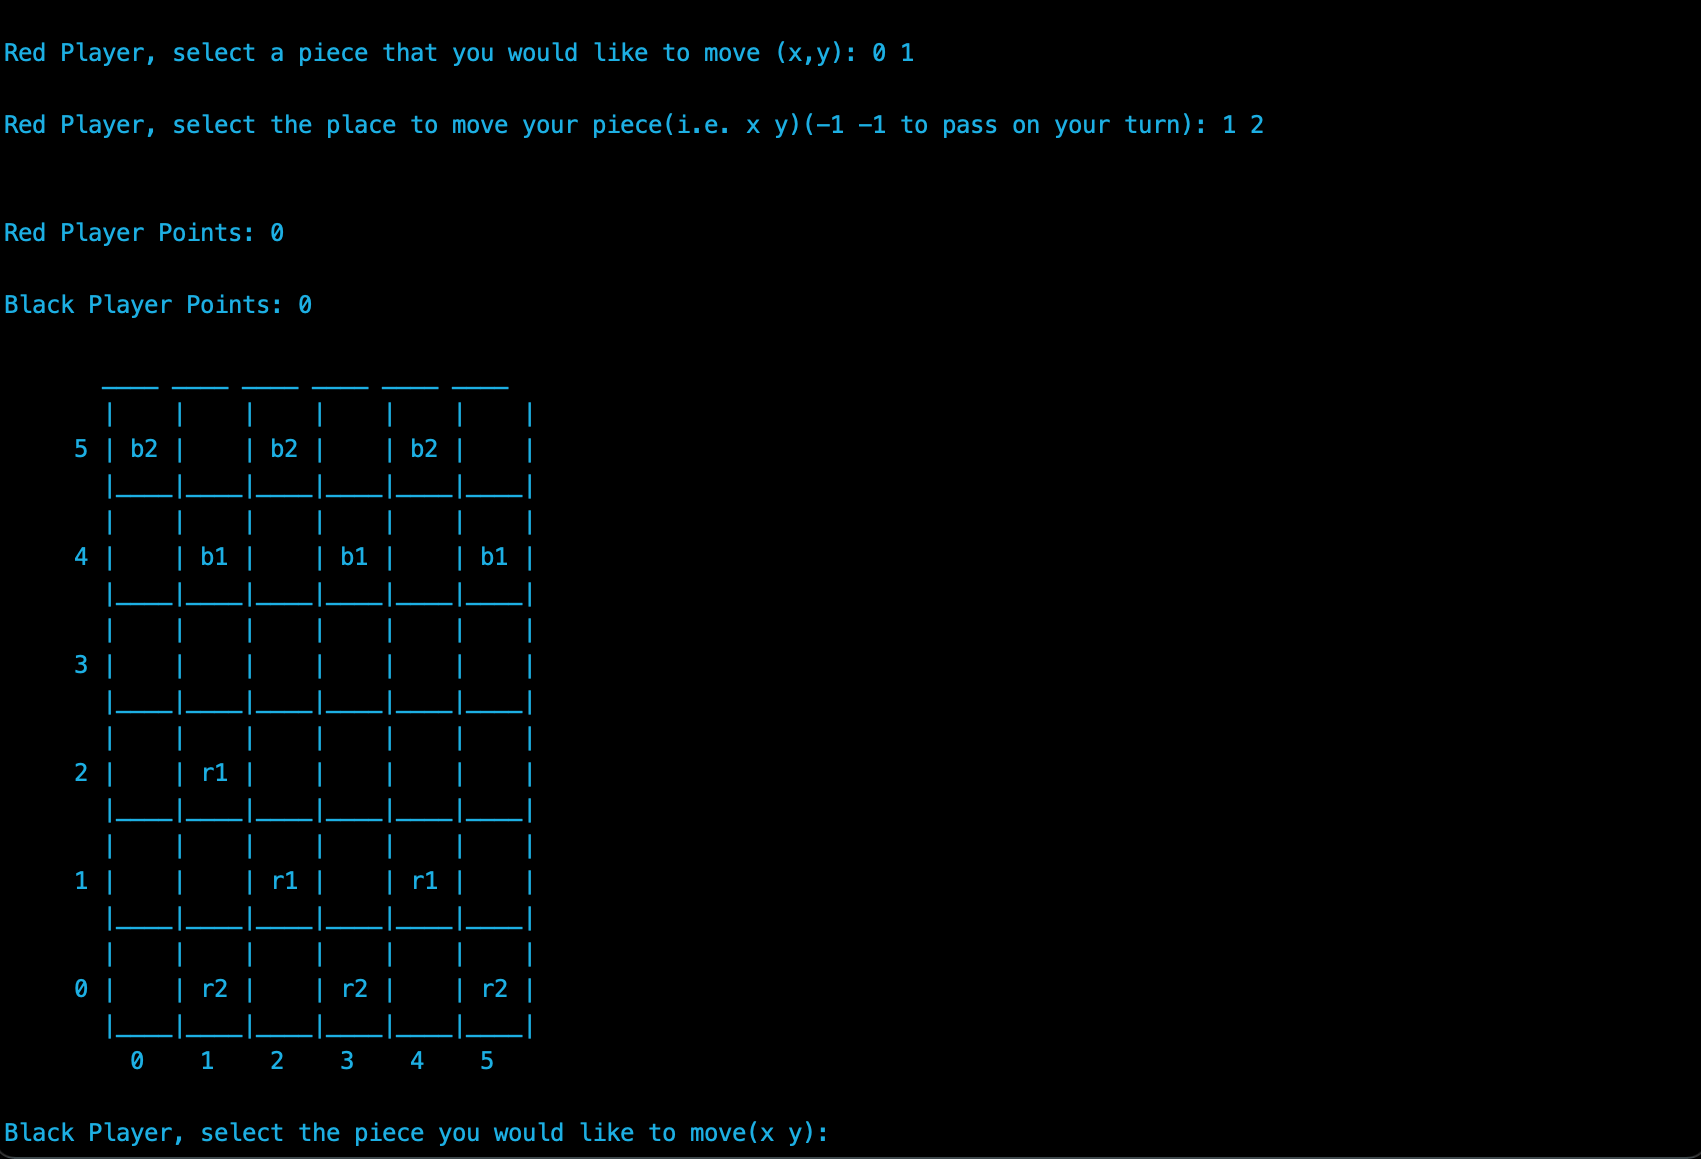 Red Player, select a piece that you would like to move (x,y): 0 1
Red Player, select the place to move your piece(i.e. x y)(-1 -1 to pass on your turn): 1 2
Red Player Points: 0
Black Player Points: 0
5 | b2 |    | b2 |    | b2 |    |
4 |    | b1 |    | b1 |    | b1 |
3 |    |    |    |    |    |    |
2 |    | r1 |    |    |    |    |
1 |    |    | r1 |    | r1 |    |
0 |    | r2 |    | r2 |    | r2 |
0 1 2 3 4 5
Black Player, select the piece you would like to move(x y):